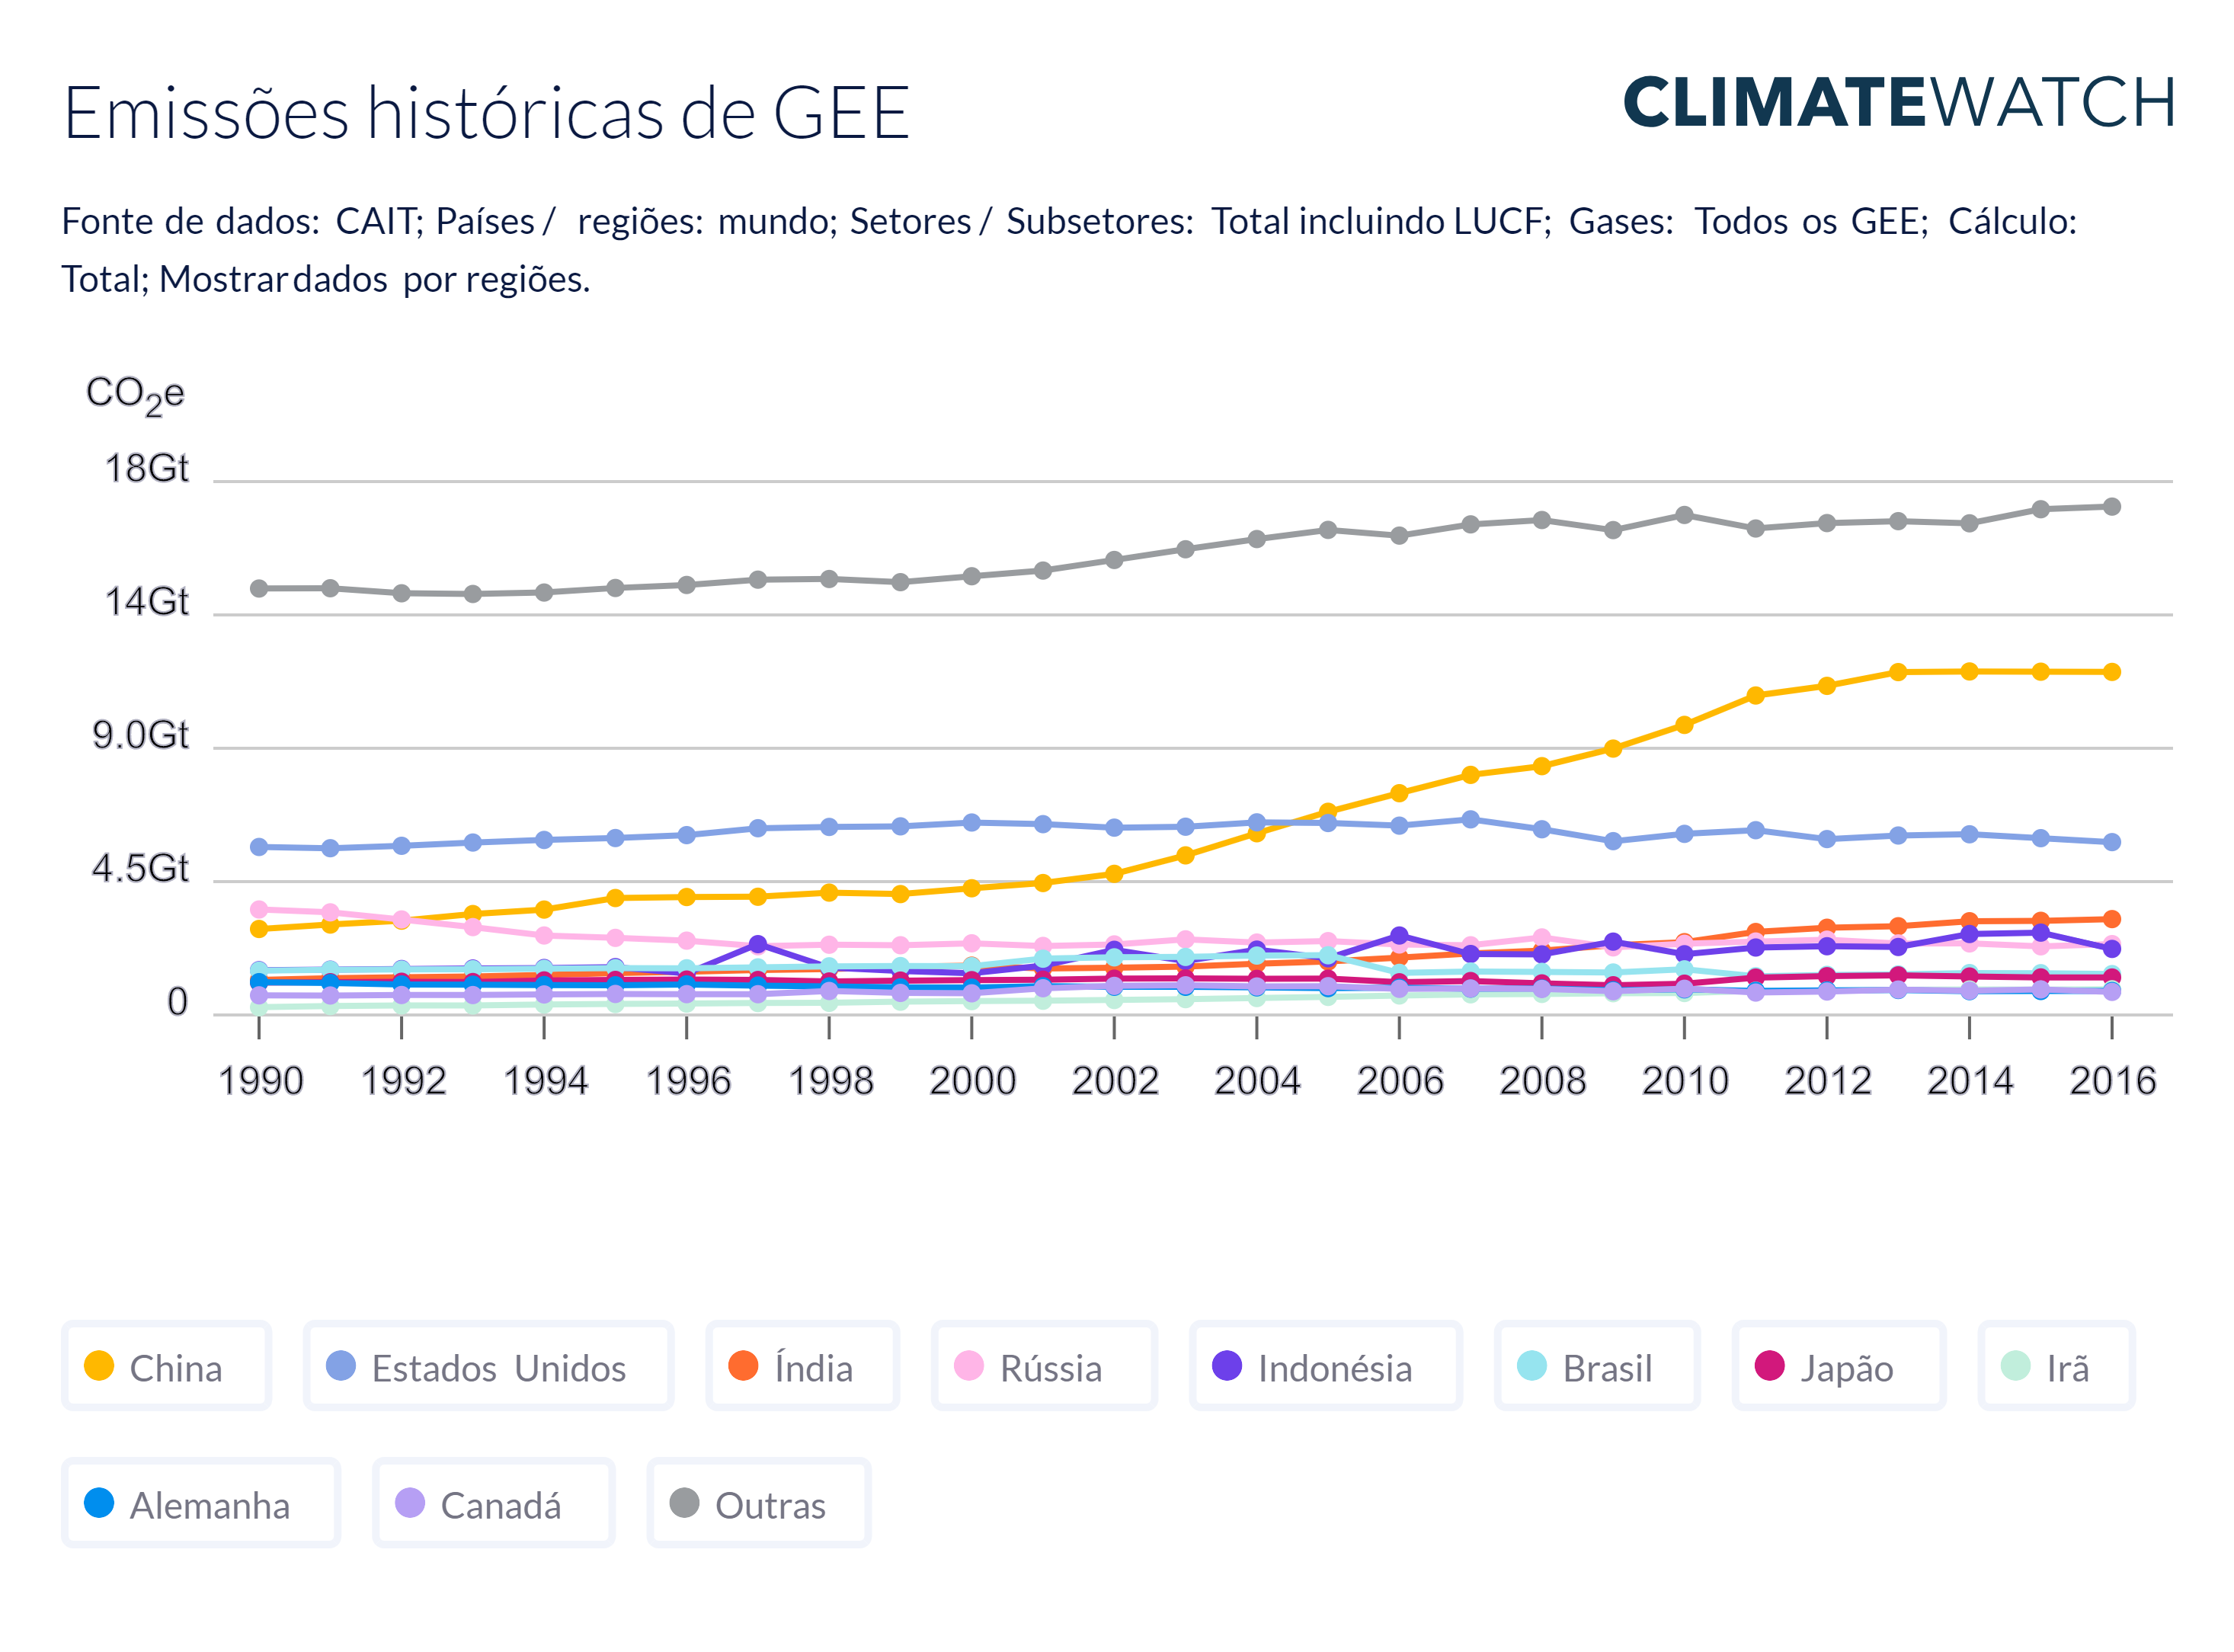 Emissões históricas de GEE
CLIMATEWATCH
Fonte de dados: CAIT; Países / regiões: mundo; Setores / Subsetores: Total incluindo LUCF; Gases: Todos os GEE; Cálculo:
Total; Mostrar dados por regiões.
CO2e
18Gt
14Gt
9.0Gt
4.5Gt
0
1990 1992 1994 1996 1998 2000 2002 2004 2006 2008 2010 2012 2014 2016
China Estados Unidos Índia Rússia Indonésia Brasil Japão Irã
Alemanha Canadá Outras